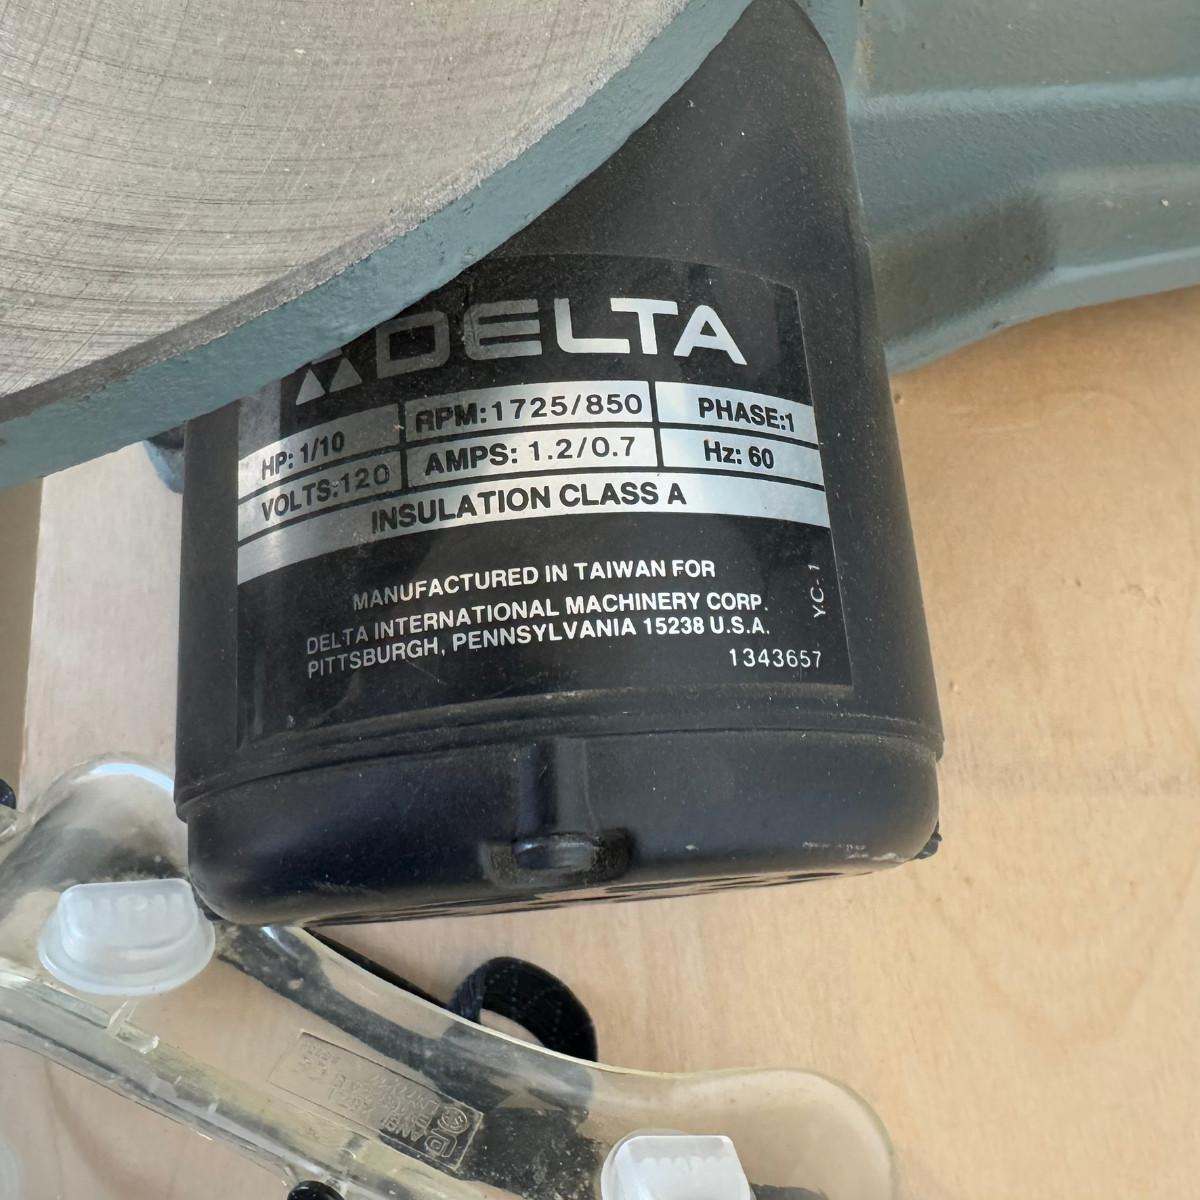 DELTA
HP: 1/10 RPM:1725/850 PHASE:1
VOLTS:120 AMPS: 1.2/0.7 Hz: 60
INSULATION CLASS A
MANUFACTURED IN TAIWAN FOR
DELTA INTERNATIONAL MACHINERY CORP.
PITTSBURGH, PENNSYLVANIA 15238 U.S.A.
Y.C.-1
1343657